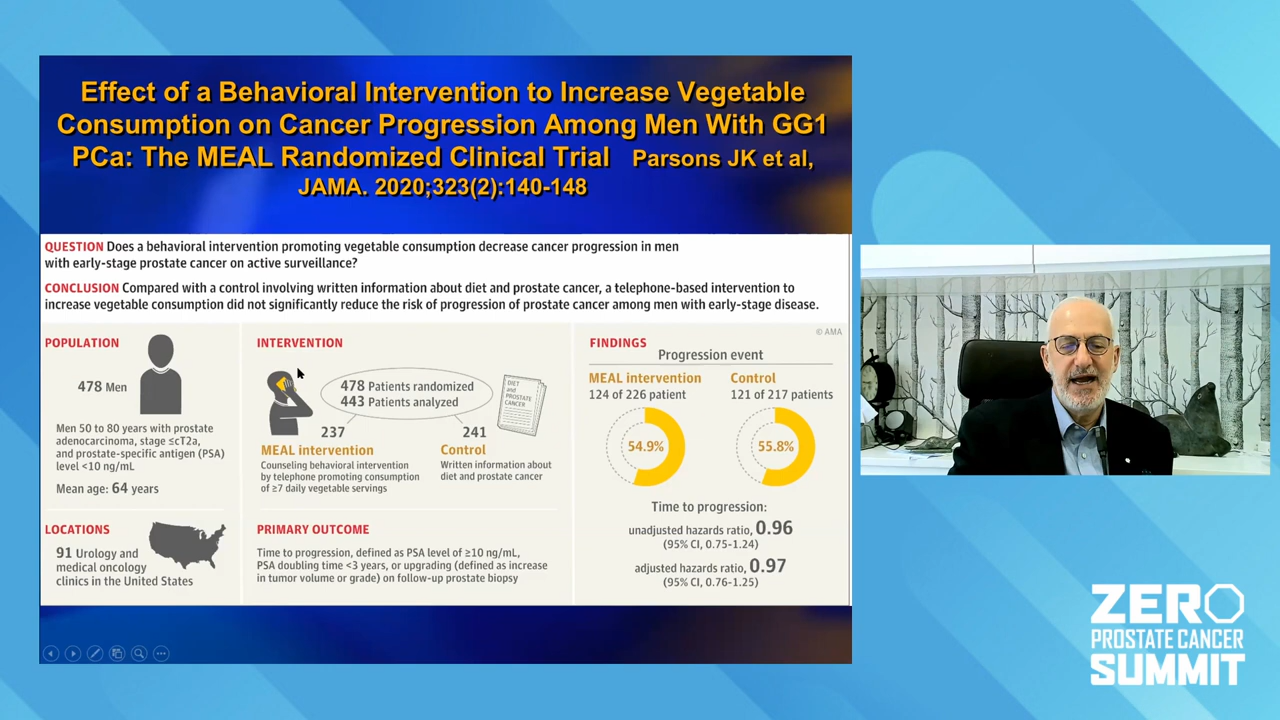 Effect of a Behavioral Intervention to Increase Vegetable
Consumption on Cancer Progression Among Men With GG1
PCa: The MEAL Randomized Clinical Trial Parsons JK et al,
JAMA. 2020;323(2):140-148
QUESTION Does a behavioral intervention promoting vegetable consumption decrease cancer progression in men
with early-stage prostate cancer on active surveillance?
CONCLUSION Compared with a control involving written information about diet and prostate cancer, a telephone-based intervention to
increase vegetable consumption did not significantly reduce the risk of progression of prostate cancer among men with early-stage disease.
© AMA
POPULATION
478 Men
Men 50 to 80 years with prostate
adenocarcinoma, stage ≤cT2a,
and prostate-specific antigen (PSA)
level <10 ng/mL
Mean age: 64 years
LOCATIONS
91 Urology and
medical oncology
clinics in the United States
INTERVENTION
478 Patients randomized
443 Patients analyzed
DIET
and
PROSTATE
CANCER
237
MEAL intervention
Counseling behavioral intervention
by telephone promoting consumption
of ≥7 daily vegetable servings
241
Control
Written information about
diet and prostate cancer
PRIMARY OUTCOME
Time to progression, defined as PSA level of ≥10 ng/mL,
PSA doubling time <3 years, or upgrading (defined as increase
in tumor volume or grade) on follow-up prostate biopsy
FINDINGS
Progression event
MEAL intervention
124 of 226 patient
54.9%
Control
121 of 217 patients
55.8%
Time to progression:
unadjusted hazards ratio, 0.96
(95% CI, 0.75-1.24)
adjusted hazards ratio, 0.97
(95% CI, 0.76-1.25)
ZERO
PROSTATE CANCER
SUMMIT